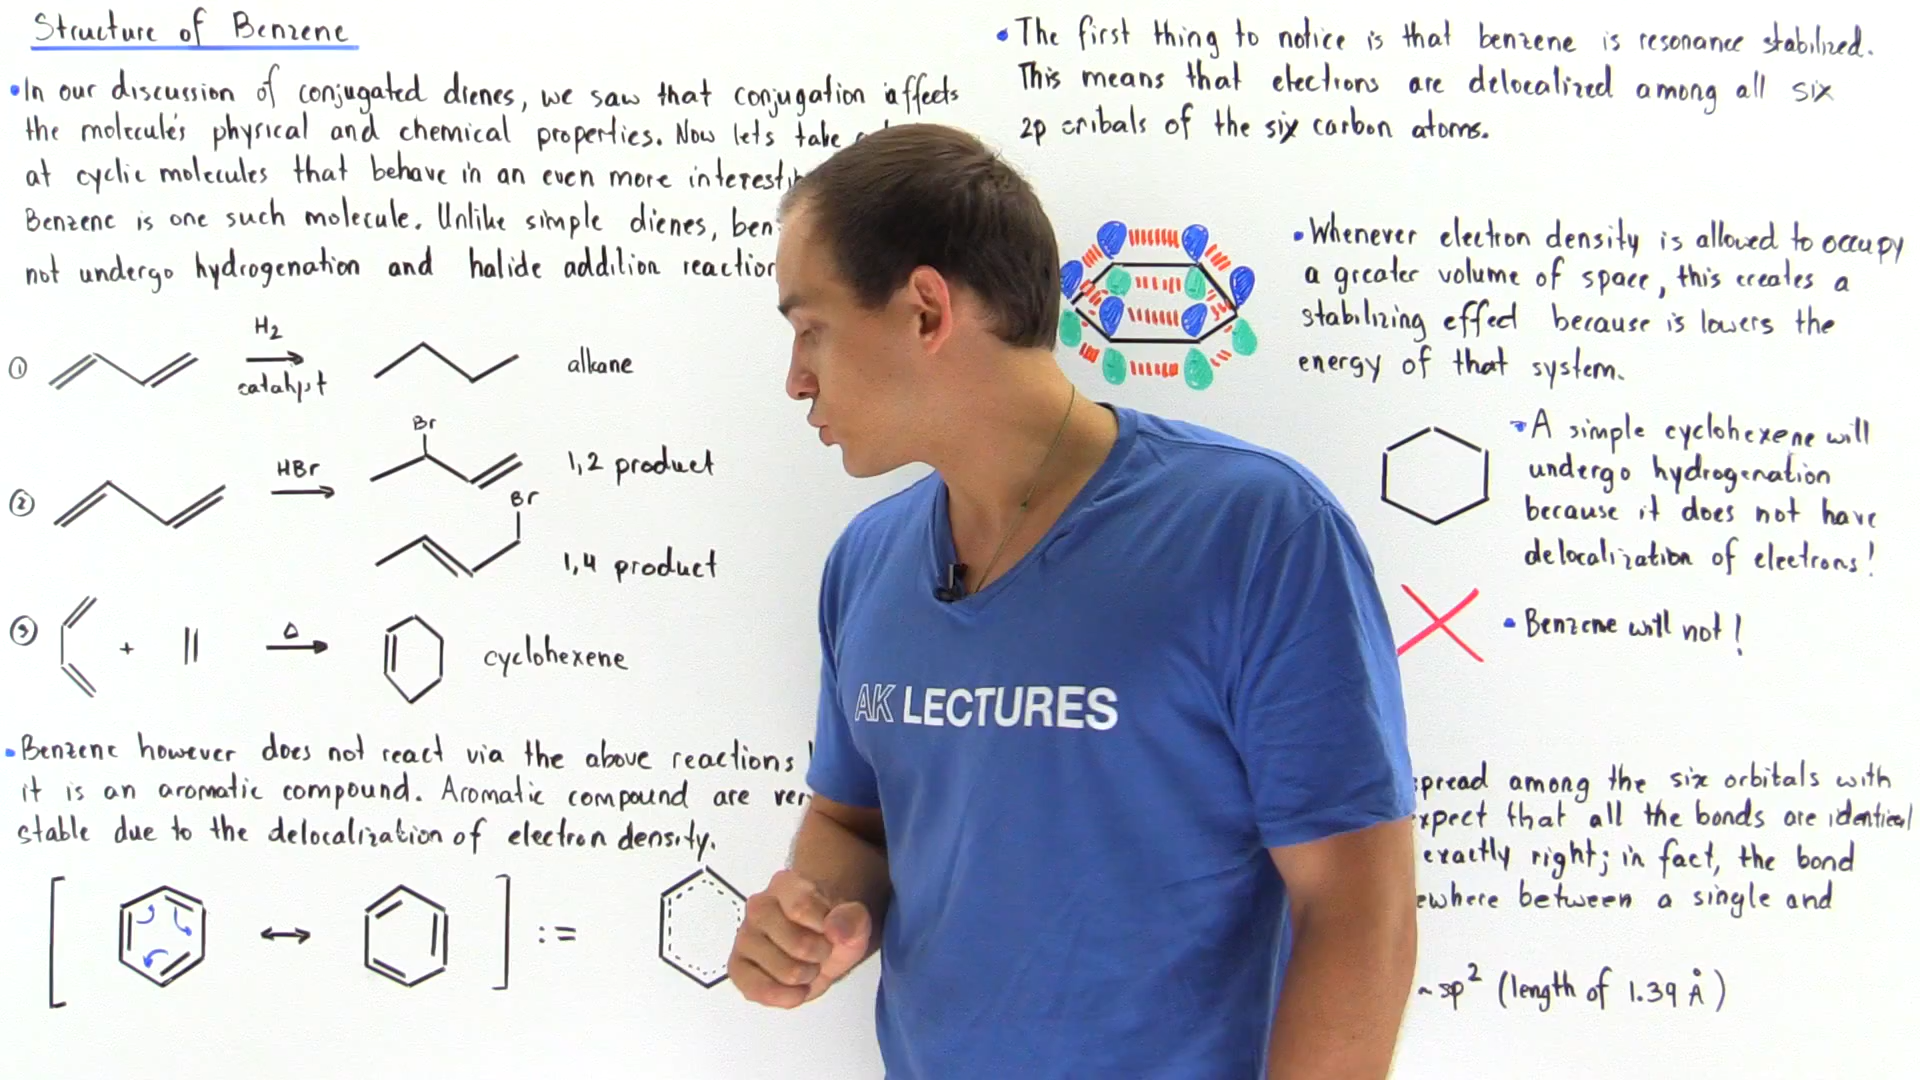 Structure of Benzene
• In our discussion of conjugated dienes, we saw that conjugation affects
the molecule's physical and chemical properties. Now lets take
at cyclic molecules that behave in an even more
Benzene is one such molecule. Unlike simple dienes,
not undergo hydrogenation and halide addition
① H2 catalyst alkane
② HBr Br 1,2 product
Br 1,4 product
③ + Δ cyclohexene
• Benzene however does not react via the above reactions
it is an aromatic compound. Aromatic compound are
stable due to the delocalization of electron density.
[ ↔ ] :=
• The first thing to notice is that benzene is resonance stabilized.
This means that electrons are delocalized among all six
2p oribals of the six carbon atoms.
• Whenever electron density is allowed to occupy
a greater volume of space, this creates a
stabilizing effect because is lowers the
energy of that system.
• A simple cyclohexene will
undergo hydrogenation
because it does not have
delocalization of electrons!
• Benzene will not!
among the six orbitals with
that all the bonds are identical
exactly right; in fact, the bond
between a single and
~ sp² (length of 1.39 Å)
AK LECTURES